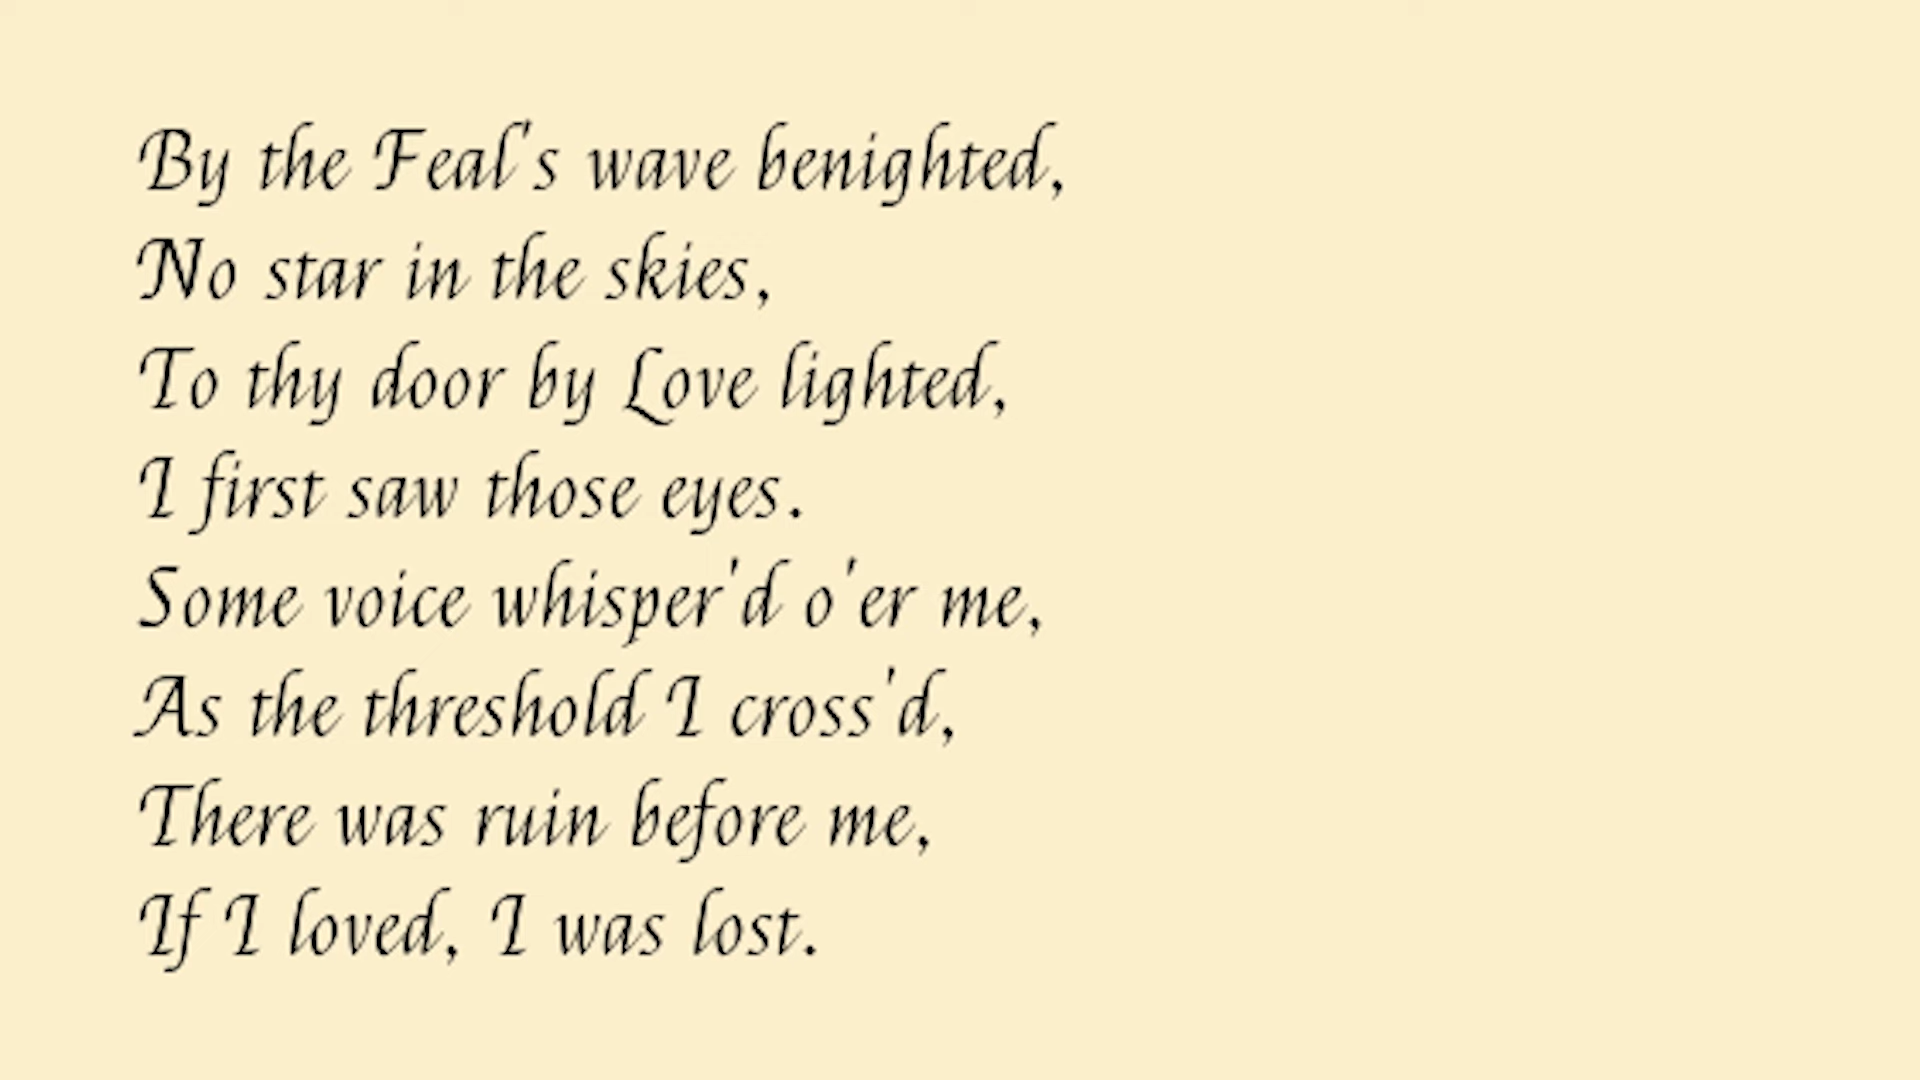 By the Feal's wave benighted,
No star in the skies,
To thy door by Love lighted,
I first saw those eyes.
Some voice whisper'd o'er me,
As the threshold I cross'd,
There was ruin before me,
If I loved, I was lost.